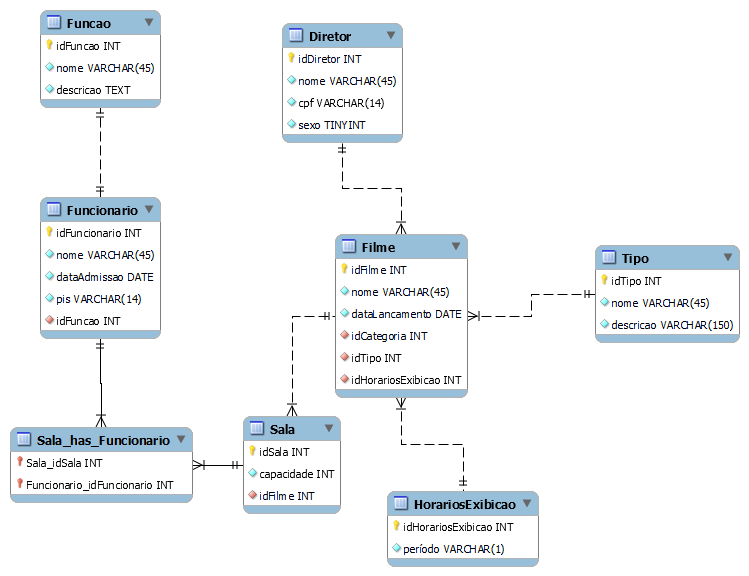 Funcao
idFuncao INT
nome VARCHAR(45)
descricao TEXT
Diretor
idDiretor INT
nome VARCHAR(45)
cpf VARCHAR(14)
sexo TINYINT
Funcionario
idFuncionario INT
nome VARCHAR(45)
dataAdmissao DATE
pis VARCHAR(14)
idFuncao INT
Filme
idFilme INT
nome VARCHAR(45)
dataLancamento DATE
idCategoria INT
idTipo INT
idHorariosExibicao INT
Tipo
idTipo INT
nome VARCHAR(45)
descricao VARCHAR(150)
Sala_has_Funcionario
Sala_idSala INT
Funcionario_idFuncionario INT
Sala
idSala INT
capacidade INT
idFilme INT
HorariosExibicao
idHorariosExibicao INT
período VARCHAR(1)